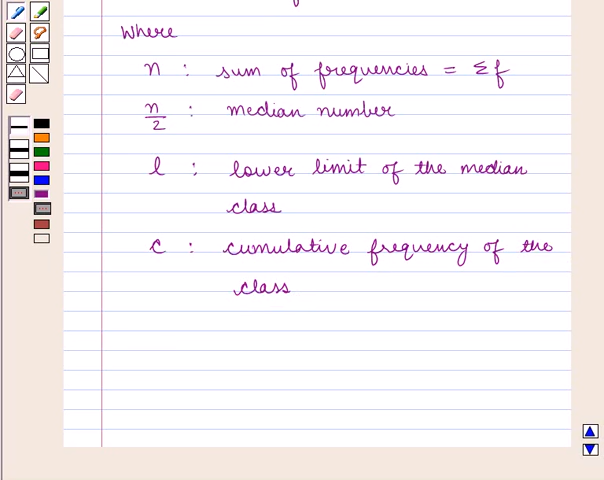 where
n : sum of frequencies = Σf
n/2 : median number
l : lower limit of the median
class
c : cumulative frequency of the
class